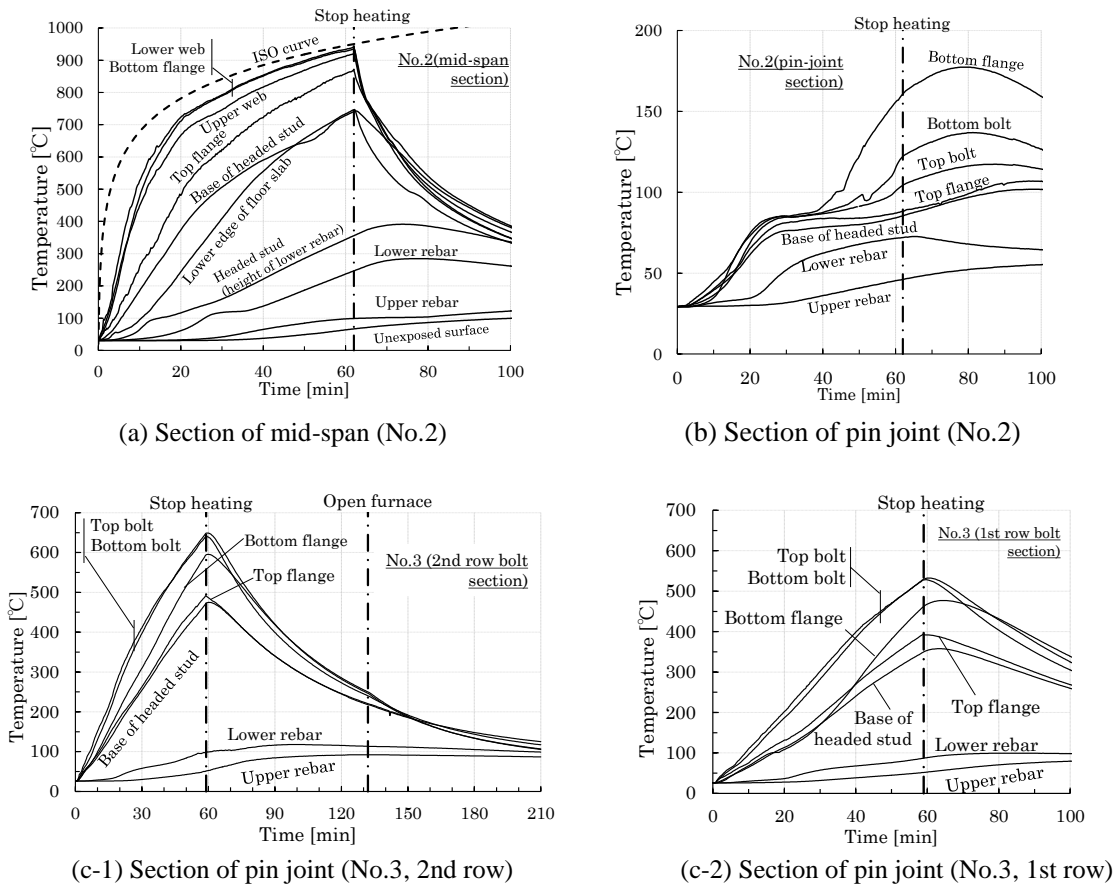 Stop heating
1000
900
800
700
600
500
400
300
200
100
0
Temperature [℃]
Lower web
Bottom flange
ISO curve
No.2(mid-span
section)
Upper web
Top flange
Base of headed stud
Lower edge of floor slab
Headed stud
(height of lower rebar)
Lower rebar
Upper rebar
Unexposed surface
0 20 40 60 80 100
Time [min]
(a) Section of mid-span (No.2)
Stop heating
200
150
100
50
0
Temperature [℃]
No.2(pin-joint
section)
Bottom flange
Bottom bolt
Top bolt
Top flange
Base of headed stud
Lower rebar
Upper rebar
0 20 40 60 80 100
Time [min]
(b) Section of pin joint (No.2)
Stop heating Open furnace
700
600
500
400
300
200
100
0
Temperature [℃]
Top bolt
Bottom bolt
Bottom flange
Top flange
No.3 (2nd row bolt
section)
Base of headed stud
Lower rebar
Upper rebar
0 30 60 90 120 150 180 210
Time [min]
(c-1) Section of pin joint (No.3, 2nd row)
Stop heating
700
600
500
400
300
200
100
0
Temperature [℃]
No.3 (1st row bolt
section)
Top bolt
Bottom bolt
Bottom flange
Base of
headed stud
Top flange
Lower rebar
Upper rebar
0 20 40 60 80 100
Time [min]
(c-2) Section of pin joint (No.3, 1st row)